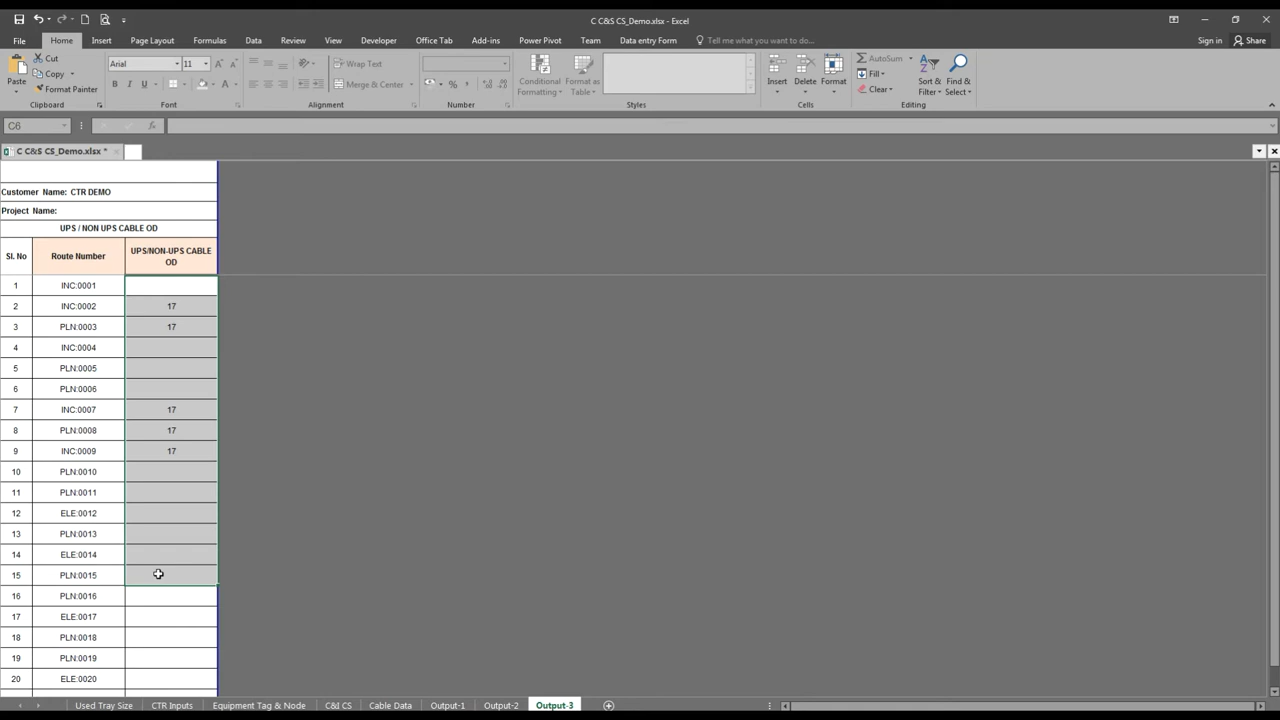 C C&S CS_Demo.xlsx - Excel
File Home Insert Page Layout Formulas Data Review View Developer Office Tab Add-ins Power Pivot Team Data entry Form Tell me what you want to do... Sign in Share
Paste
Cut
Copy
Format Painter
Arial 11
B I U
Wrap Text
Merge & Center
%
Conditional Formatting
Format as Table
Insert
Delete
Format
AutoSum
Fill
Clear
Sort & Filter
Find & Select
Clipboard Font Alignment Number Styles Cells Editing
C6 fx
C C&S CS_Demo.xlsx *
Customer Name: CTR DEMO
Project Name:
UPS / NON UPS CABLE OD
Sl. No Route Number UPS/NON-UPS CABLE OD
1 INC:0001
2 INC:0002 17
3 PLN:0003 17
4 INC:0004
5 PLN:0005
6 PLN:0006
7 INC:0007 17
8 PLN:0008 17
9 INC:0009 17
10 PLN:0010
11 PLN:0011
12 ELE:0012
13 PLN:0013
14 ELE:0014
15 PLN:0015
16 PLN:0016
17 ELE:0017
18 PLN:0018
19 PLN:0019
20 ELE:0020
Used Tray Size CTR Inputs Equipment Tag & Node C&I CS Cable Data Output-1 Output-2 Output-3